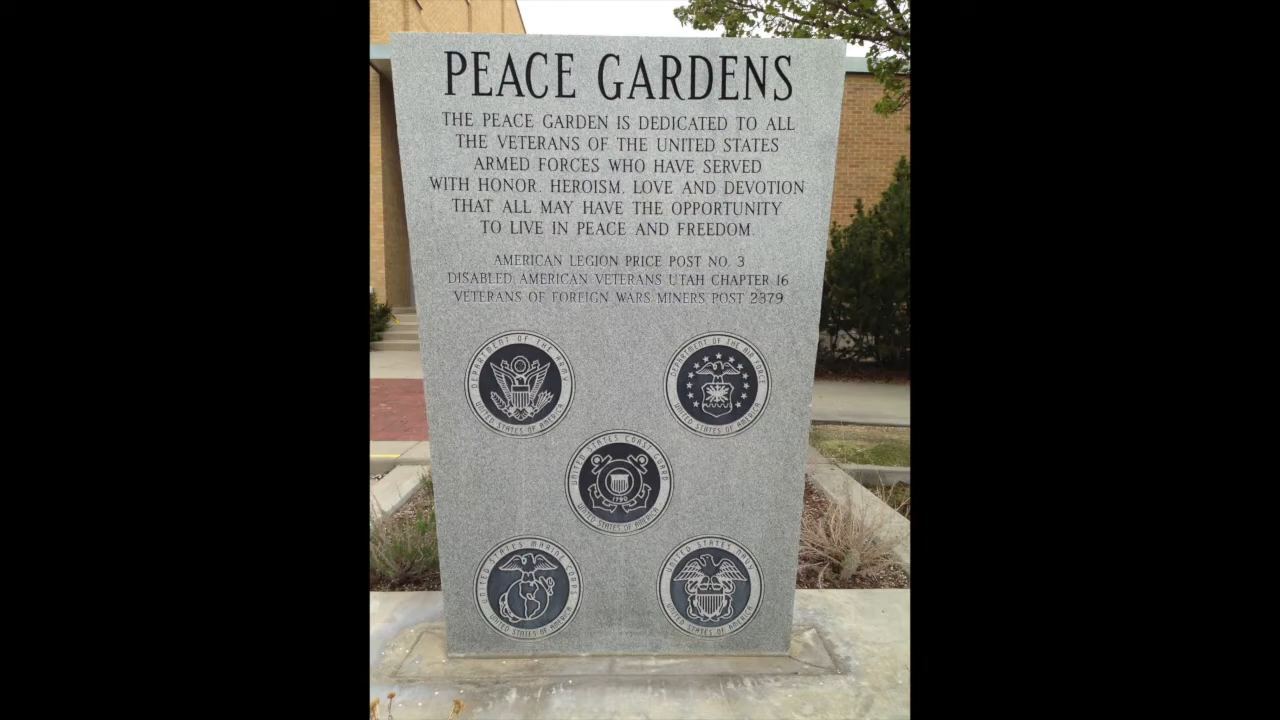 PEACE GARDENS
THE PEACE GARDEN IS DEDICATED TO ALL
THE VETERANS OF THE UNITED STATES
ARMED FORCES WHO HAVE SERVED
WITH HONOR, HEROISM, LOVE AND DEVOTION
THAT ALL MAY HAVE THE OPPORTUNITY
TO LIVE IN PEACE AND FREEDOM.
AMERICAN LEGION PRICE POST NO. 3
DISABLED AMERICAN VETERANS UTAH CHAPTER 16
VETERANS OF FOREIGN WARS MINERS POST 2379
DEPARTMENT OF THE ARMY
UNITED STATES OF AMERICA
DEPARTMENT OF THE AIR FORCE
UNITED STATES OF AMERICA
UNITED STATES COAST GUARD
1790
UNITED STATES OF AMERICA
UNITED STATES MARINE CORPS
UNITED STATES OF AMERICA
UNITED STATES NAVY
UNITED STATES OF AMERICA